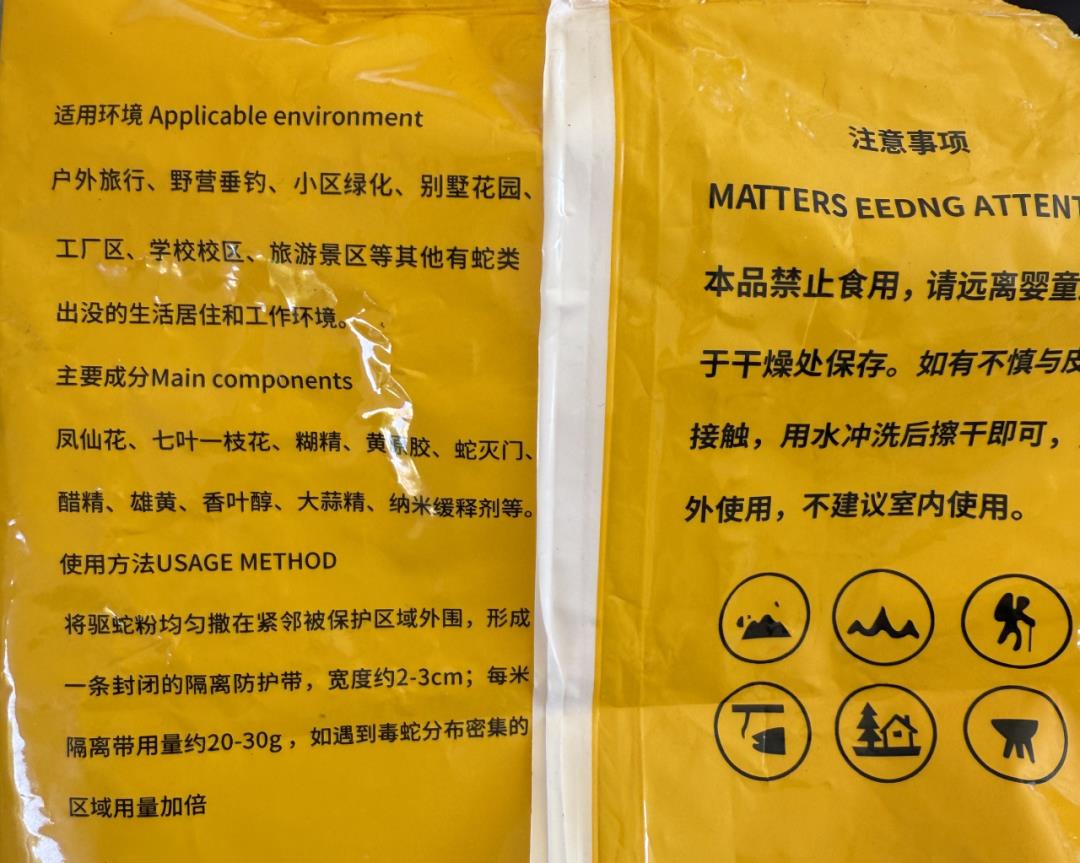 适用环境 Applicable environment
户外旅行、野营垂钓、小区绿化、别墅花园、
工厂区、学校校区、旅游景区等其他有蛇类
出没的生活居住和工作环境。
主要成分Main components
凤仙花、七叶一枝花、糊精、黄原胶、蛇灭门、
醋精、雄黄、香叶醇、大蒜精、纳米缓释剂等。
使用方法USAGE METHOD
将驱蛇粉均匀撒在紧邻被保护区域外围，形成
一条封闭的隔离防护带，宽度约2-3cm；每米
隔离带用量约20-30g，如遇到毒蛇分布密集的
区域用量加倍
注意事项
MATTERS EEDNG ATTENT
本品禁止食用，请远离婴童
于干燥处保存。如有不慎与皮
接触，用水冲洗后擦干即可，
外使用，不建议室内使用。